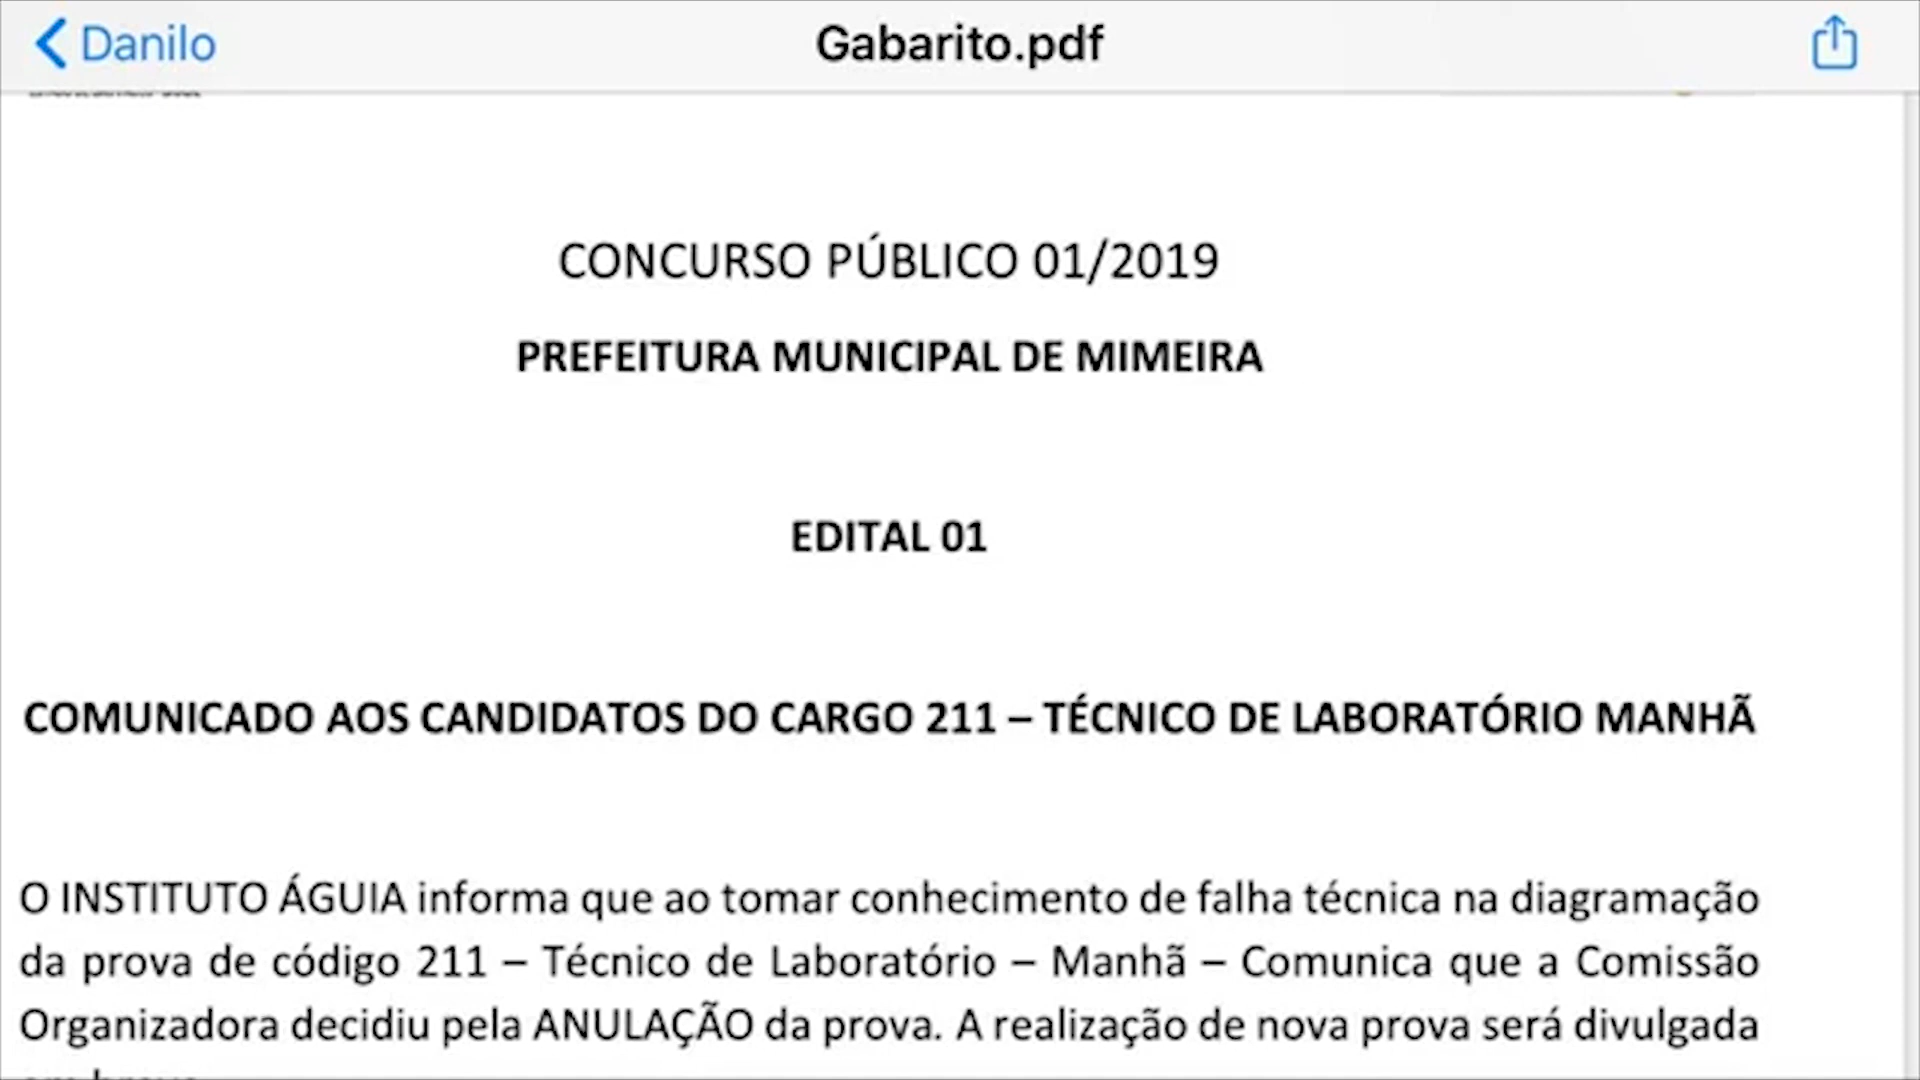 Danilo
Gabarito.pdf
CONCURSO PÚBLICO 01/2019
PREFEITURA MUNICIPAL DE MIMEIRA
EDITAL 01
COMUNICADO AOS CANDIDATOS DO CARGO 211 – TÉCNICO DE LABORATÓRIO MANHÃ
O INSTITUTO ÁGUIA informa que ao tomar conhecimento de falha técnica na diagramação
da prova de código 211 – Técnico de Laboratório – Manhã – Comunica que a Comissão
Organizadora decidiu pela ANULAÇÃO da prova. A realização de nova prova será divulgada